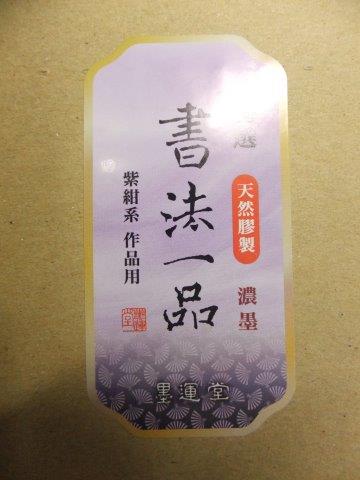 選
天然膠製
濃墨
書法一品
紫紺系 作品用
墨運堂